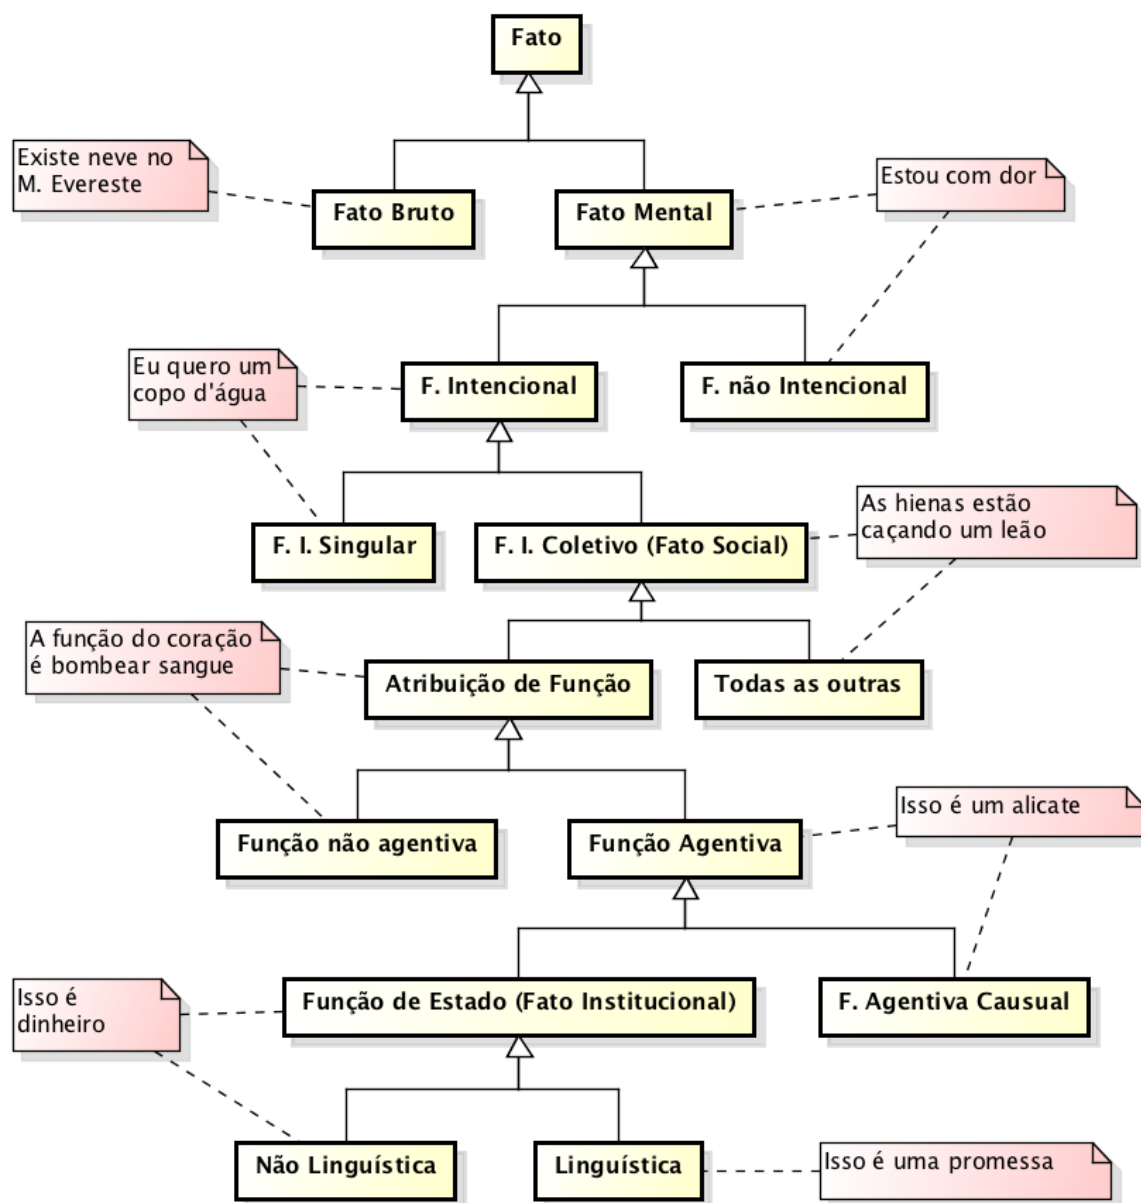 Fato
Existe neve no
M. Evereste
Estou com dor
Fato Bruto
Fato Mental
Eu quero um
copo d'água
F. Intencional
F. não Intencional
As hienas estão
caçando um leão
F. I. Singular
F. I. Coletivo (Fato Social)
A função do coração
é bombear sangue
Atribuição de Função
Todas as outras
Isso é um alicate
Função não agentiva
Função Agentiva
Isso é
dinheiro
Função de Estado (Fato Institucional)
F. Agentiva Causual
Não Linguística
Linguística
Isso é uma promessa